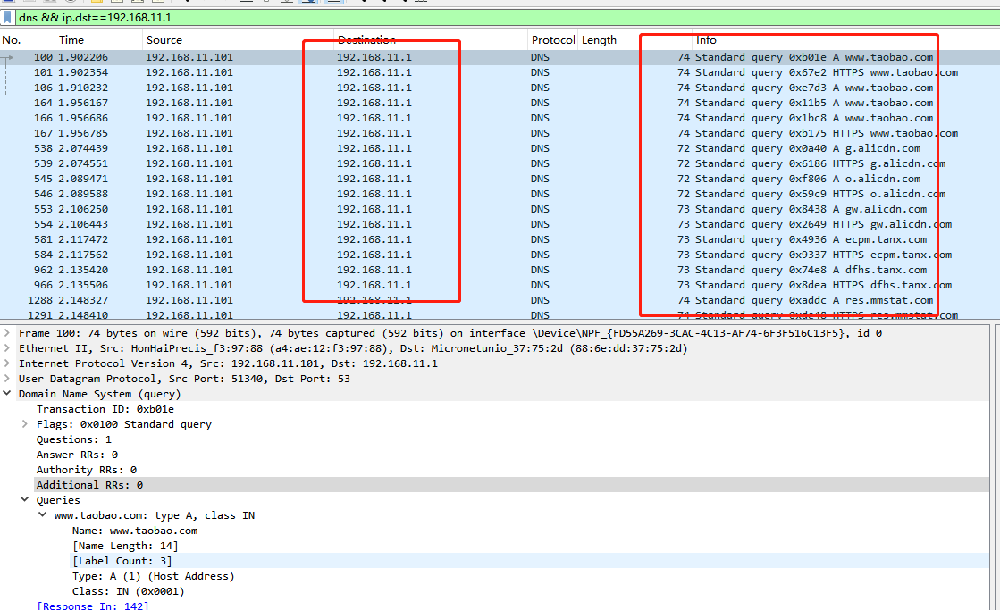 dns && ip.dst==192.168.11.1
No. Time Source Destination Protocol Length Info
100 1.902206 192.168.11.101 192.168.11.1 DNS 74 Standard query 0xb01e A www.taobao.com
101 1.902354 192.168.11.101 192.168.11.1 DNS 74 Standard query 0x67e2 HTTPS www.taobao.com
106 1.910232 192.168.11.101 192.168.11.1 DNS 74 Standard query 0xe7d3 A www.taobao.com
164 1.956167 192.168.11.101 192.168.11.1 DNS 74 Standard query 0x11b5 A www.taobao.com
166 1.956686 192.168.11.101 192.168.11.1 DNS 74 Standard query 0x1bc8 A www.taobao.com
167 1.956785 192.168.11.101 192.168.11.1 DNS 74 Standard query 0xb175 HTTPS www.taobao.com
538 2.074439 192.168.11.101 192.168.11.1 DNS 72 Standard query 0x0a40 A g.alicdn.com
539 2.074551 192.168.11.101 192.168.11.1 DNS 72 Standard query 0x6186 HTTPS g.alicdn.com
545 2.089471 192.168.11.101 192.168.11.1 DNS 72 Standard query 0xf806 A o.alicdn.com
546 2.089588 192.168.11.101 192.168.11.1 DNS 72 Standard query 0x59c9 HTTPS o.alicdn.com
553 2.106250 192.168.11.101 192.168.11.1 DNS 73 Standard query 0x8438 A gw.alicdn.com
554 2.106443 192.168.11.101 192.168.11.1 DNS 73 Standard query 0x2649 HTTPS gw.alicdn.com
581 2.117472 192.168.11.101 192.168.11.1 DNS 73 Standard query 0x4936 A ecpm.tanx.com
584 2.117562 192.168.11.101 192.168.11.1 DNS 73 Standard query 0x9337 HTTPS ecpm.tanx.com
962 2.135420 192.168.11.101 192.168.11.1 DNS 73 Standard query 0x74e8 A dfhs.tanx.com
966 2.135506 192.168.11.101 192.168.11.1 DNS 73 Standard query 0x8dea HTTPS dfhs.tanx.com
1288 2.148327 192.168.11.101 192.168.11.1 DNS 74 Standard query 0xaddc A res.mmstat.com
1291 2.148410 192.168.11.101 192.168.11.1 DNS 74 Standard query 0xde48 HTTPS res.mmstat.com
Frame 100: 74 bytes on wire (592 bits), 74 bytes captured (592 bits) on interface \Device\NPF_{FD55A269-3CAC-4C13-AF74-6F3F516C13F5}, id 0
Ethernet II, Src: HonHaiPrecis_f3:97:88 (a4:ae:12:f3:97:88), Dst: Micronetunio_37:75:2d (88:6e:dd:37:75:2d)
Internet Protocol Version 4, Src: 192.168.11.101, Dst: 192.168.11.1
User Datagram Protocol, Src Port: 51340, Dst Port: 53
Domain Name System (query)
Transaction ID: 0xb01e
Flags: 0x0100 Standard query
Questions: 1
Answer RRs: 0
Authority RRs: 0
Additional RRs: 0
Queries
www.taobao.com: type A, class IN
Name: www.taobao.com
[Name Length: 14]
[Label Count: 3]
Type: A (1) (Host Address)
Class: IN (0x0001)
[Response In: 142]